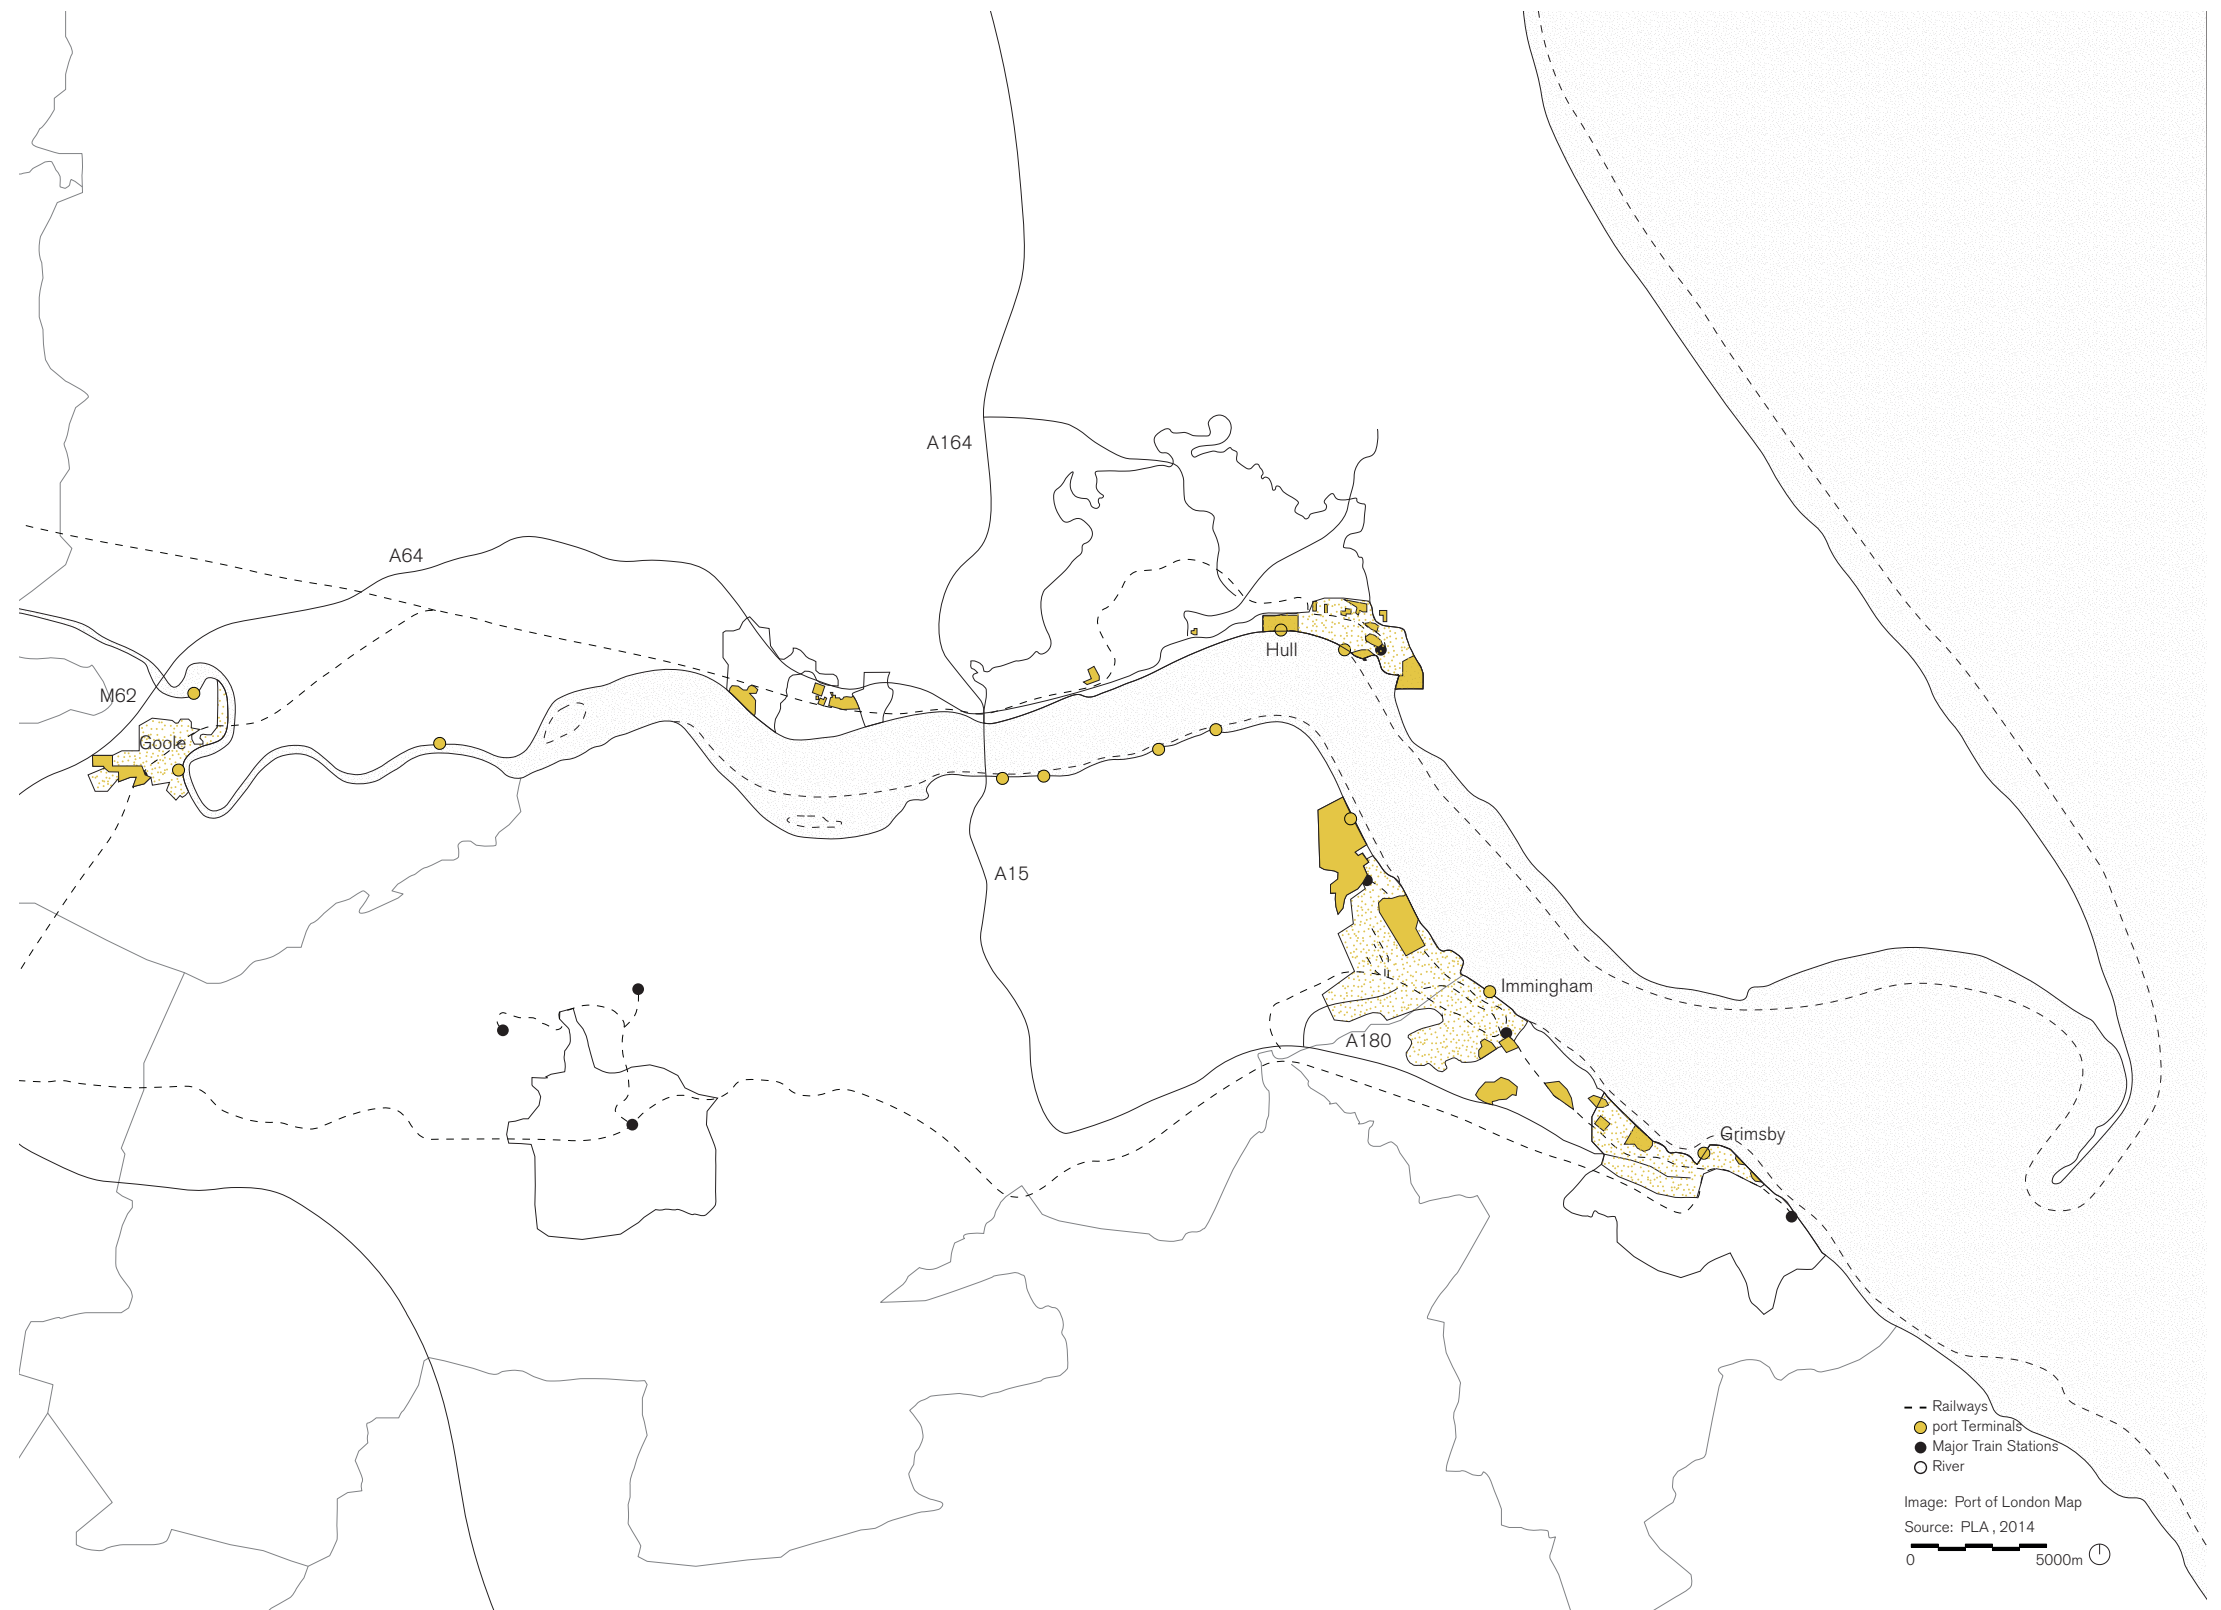 A164
A64
Hull
M62
Goole
A15
Immingham
A180
Grimsby
Railways
port Terminals
Major Train Stations
River
Image: Port of London Map
Source: PLA , 2014
0 5000m